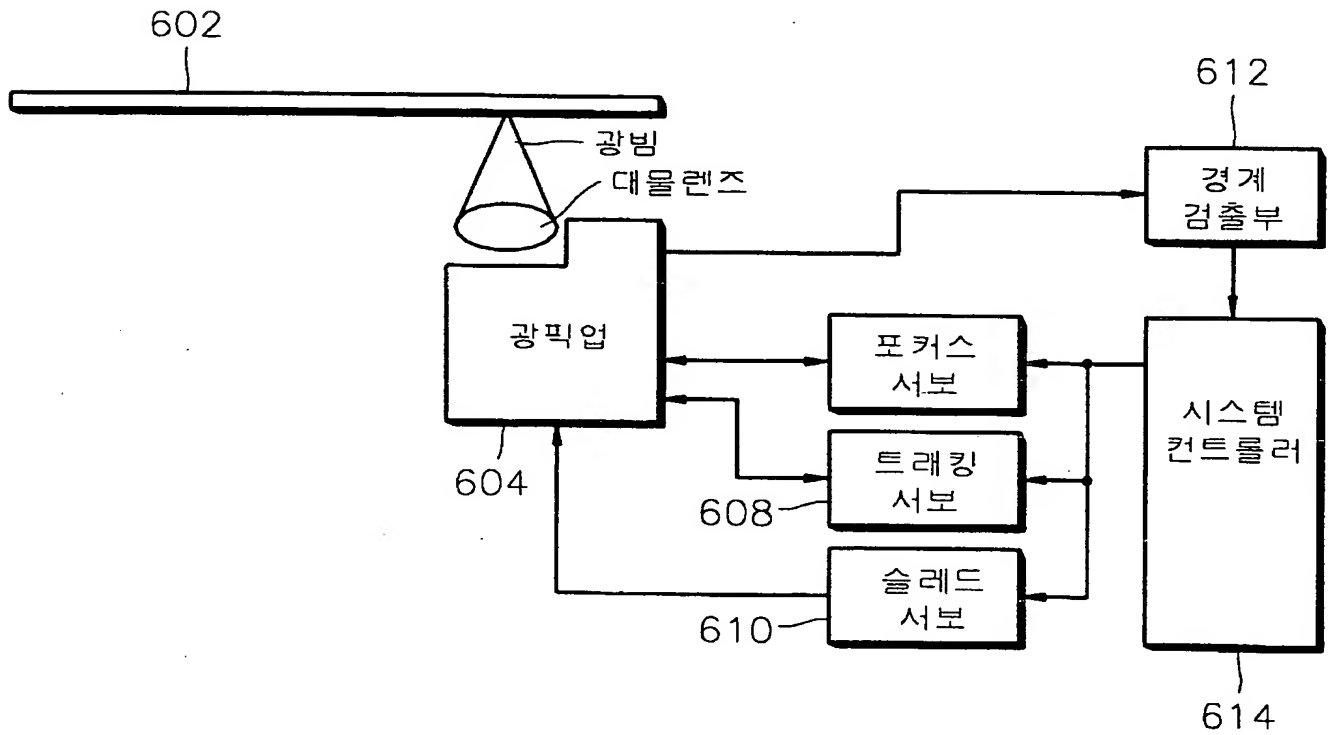 602
612
광빔
대물렌즈
경계
검출부
광픽업
포커스
서보
시스템
컨트롤러
604
트래킹
서보
608
슬레드
서보
610
614